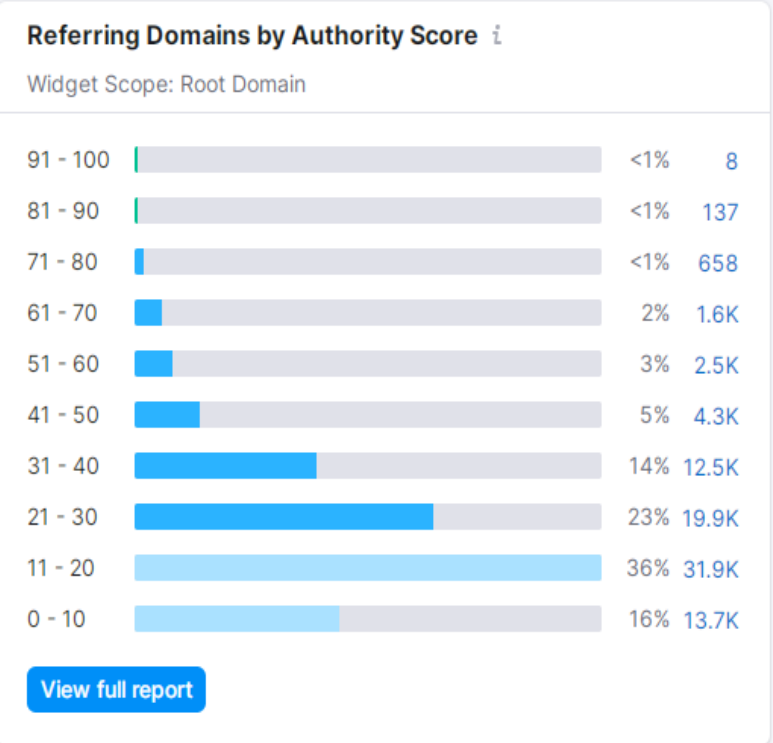 Referring Domains by Authority Score i
Widget Scope: Root Domain
91 - 100 <1% 8
81 - 90 <1% 137
71 - 80 <1% 658
61 - 70 2% 1.6K
51 - 60 3% 2.5K
41 - 50 5% 4.3K
31 - 40 14% 12.5K
21 - 30 23% 19.9K
11 - 20 36% 31.9K
0 - 10 16% 13.7K
View full report